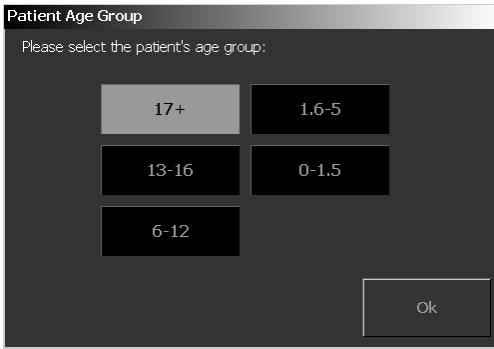 Patient Age Group
Please select the patient's age group:
17+ 1.6-5
13-16 0-1.5
6-12
Ok